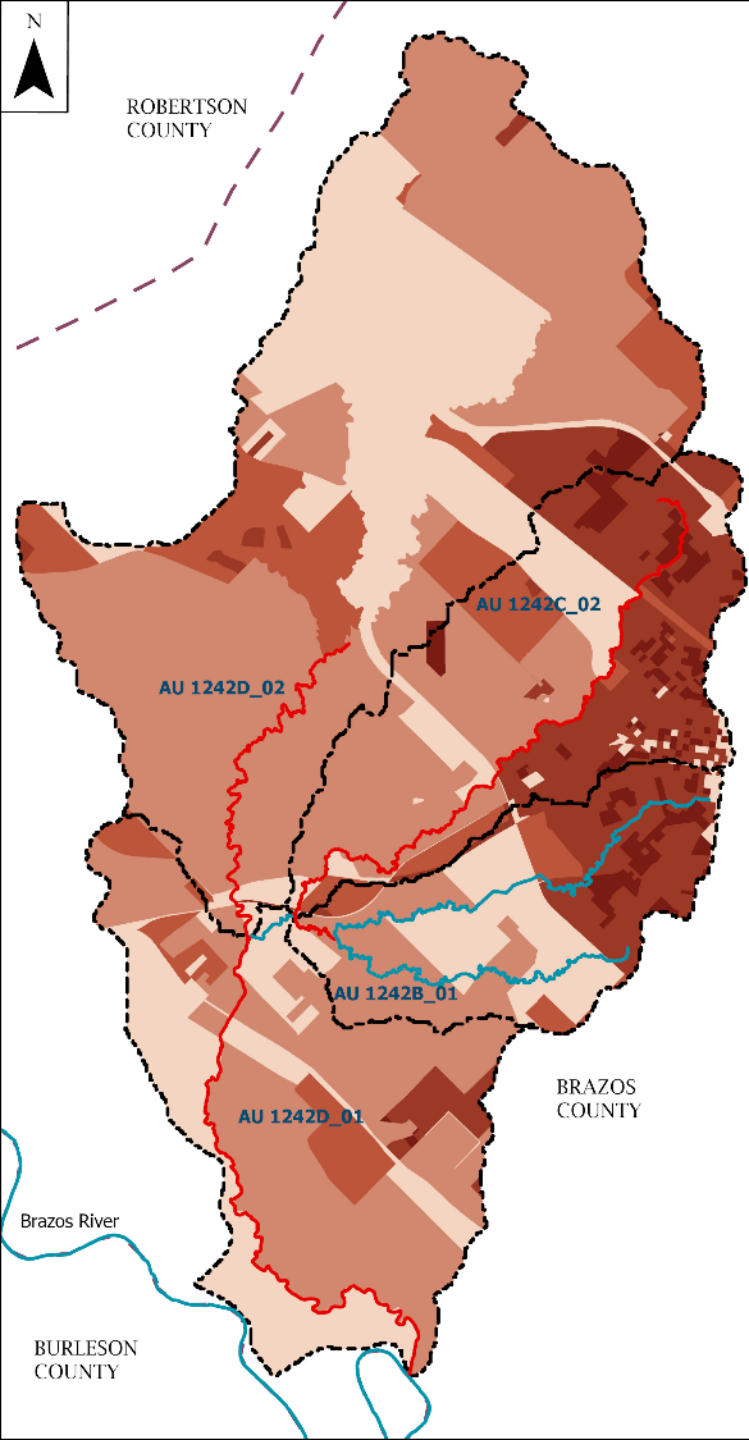 N
ROBERTSON
COUNTY
AU 1242C_02
AU 1242D_02
AU 1242B_01
BRAZOS
COUNTY
AU 1242D_01
Brazos River
BURLESON
COUNTY